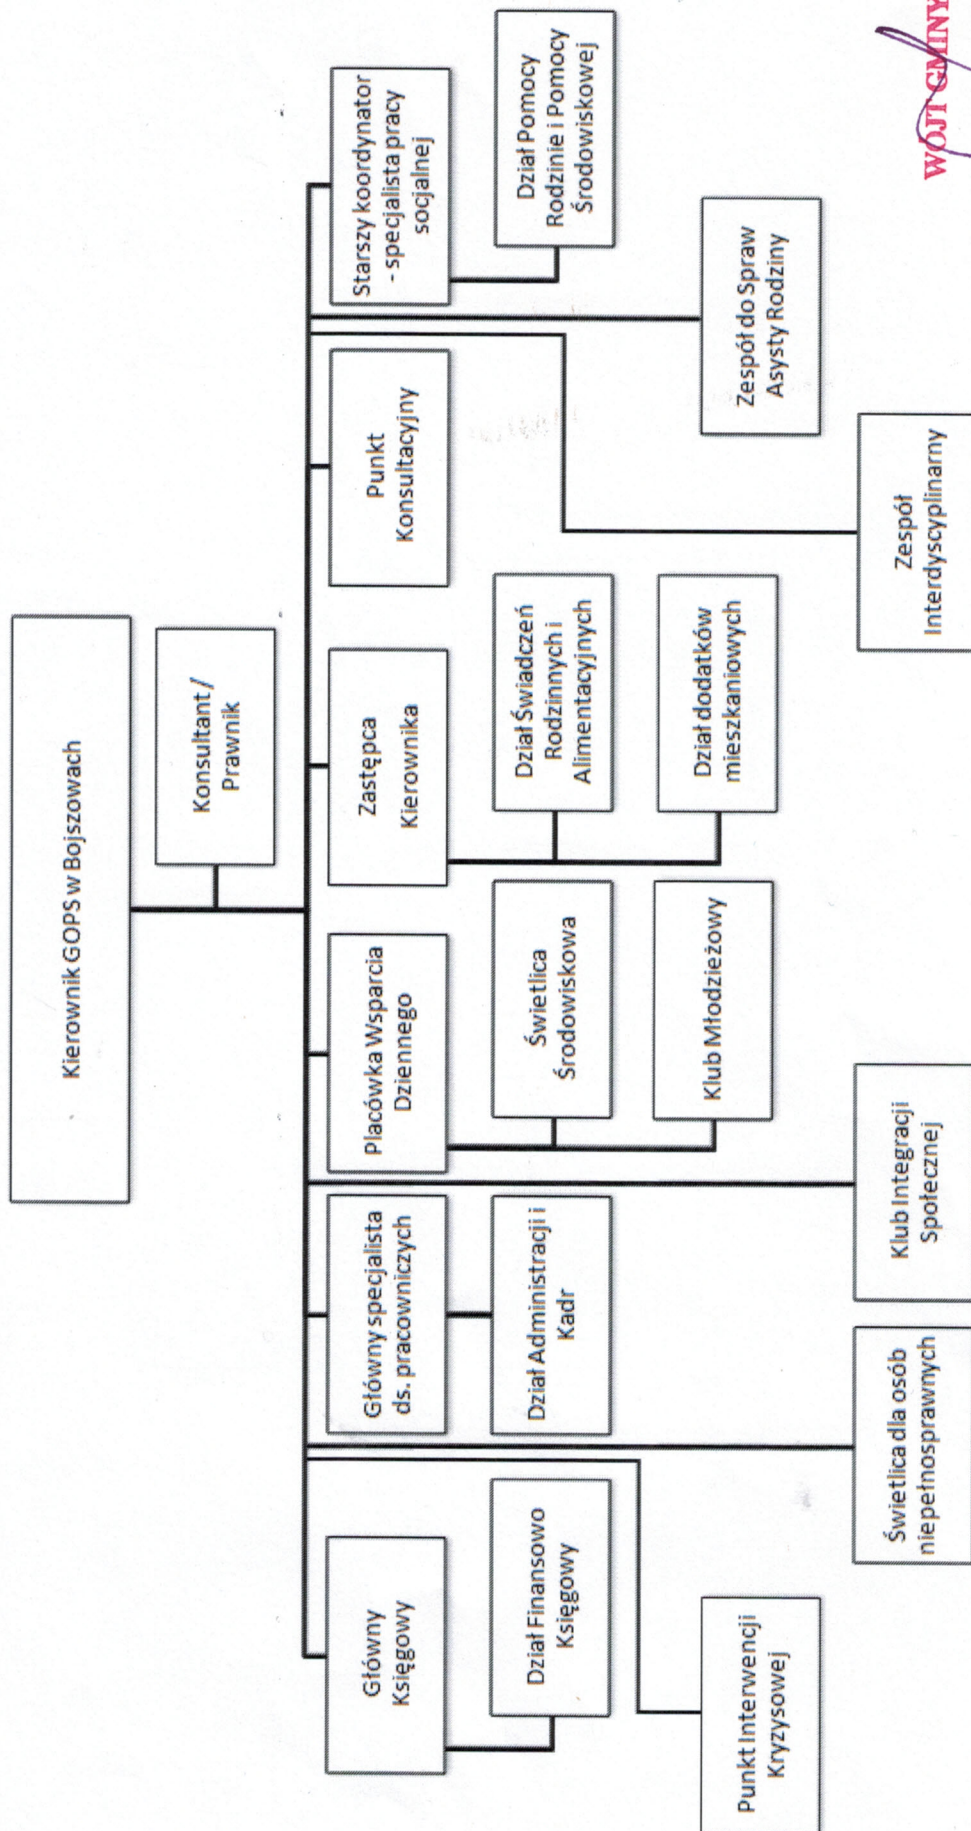 Kierownik GOPS w Bojszowach
Konsultant /
Prawnik
Główny
Księgowy
Główny specjalista
ds. pracowniczych
Placówka Wsparcia
Dziennego
Zastępca
Kierownika
Punkt
Konsultacyjny
Starszy koordynator
- specjalista pracy
socjalnej
Dział Finansowo
Księgowy
Dział Administracji i
Kadr
Świetlica
Środowiskowa
Dział Świadczeń
Rodzinnych i
Alimentacyjnych
Dział Pomocy
Rodzinie i Pomocy
Środowiskowej
Klub Młodzieżowy
Dział dodatków
mieszkaniowych
Punkt Interwencji
Kryzysowej
Zespół do Spraw
Asysty Rodziny
Świetlica dla osób
niepełnosprawnych
Klub Integracji
Społecznej
Zespół
Interdyscyplinarny
WÓJT GMINY